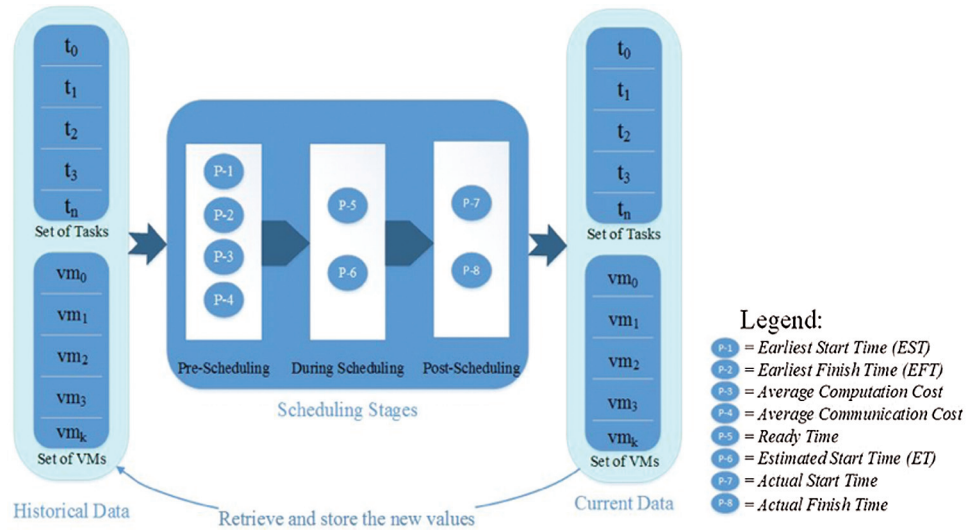 t0
t1
t2
t3
tn
Set of Tasks
vm0
vm1
vm2
vm3
vmk
Set of VMs
Historical Data
P-1
P-2
P-3
P-4
Pre-Scheduling
P-5
P-6
During Scheduling
P-7
P-8
Post-Scheduling
Scheduling Stages
t0
t1
t2
t3
tn
Set of Tasks
vm0
vm1
vm2
vm3
vmk
Set of VMs
Current Data
Retrieve and store the new values
Legend:
P-1 = Earliest Start Time (EST)
P-2 = Earliest Finish Time (EFT)
P-3 = Average Computation Cost
P-4 = Average Communication Cost
P-5 = Ready Time
P-6 = Estimated Start Time (ET)
P-7 = Actual Start Time
P-8 = Actual Finish Time